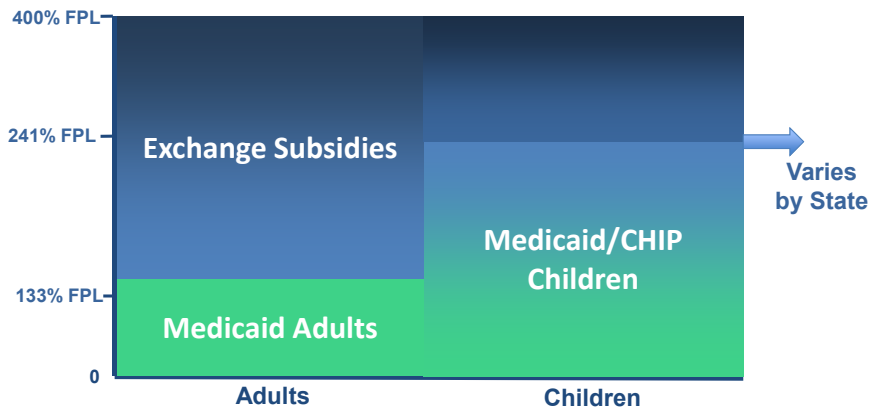 400% FPL
241% FPL
Exchange Subsidies
Varies
by State
Medicaid/CHIP
Children
133% FPL
Medicaid Adults
0
Adults
Children